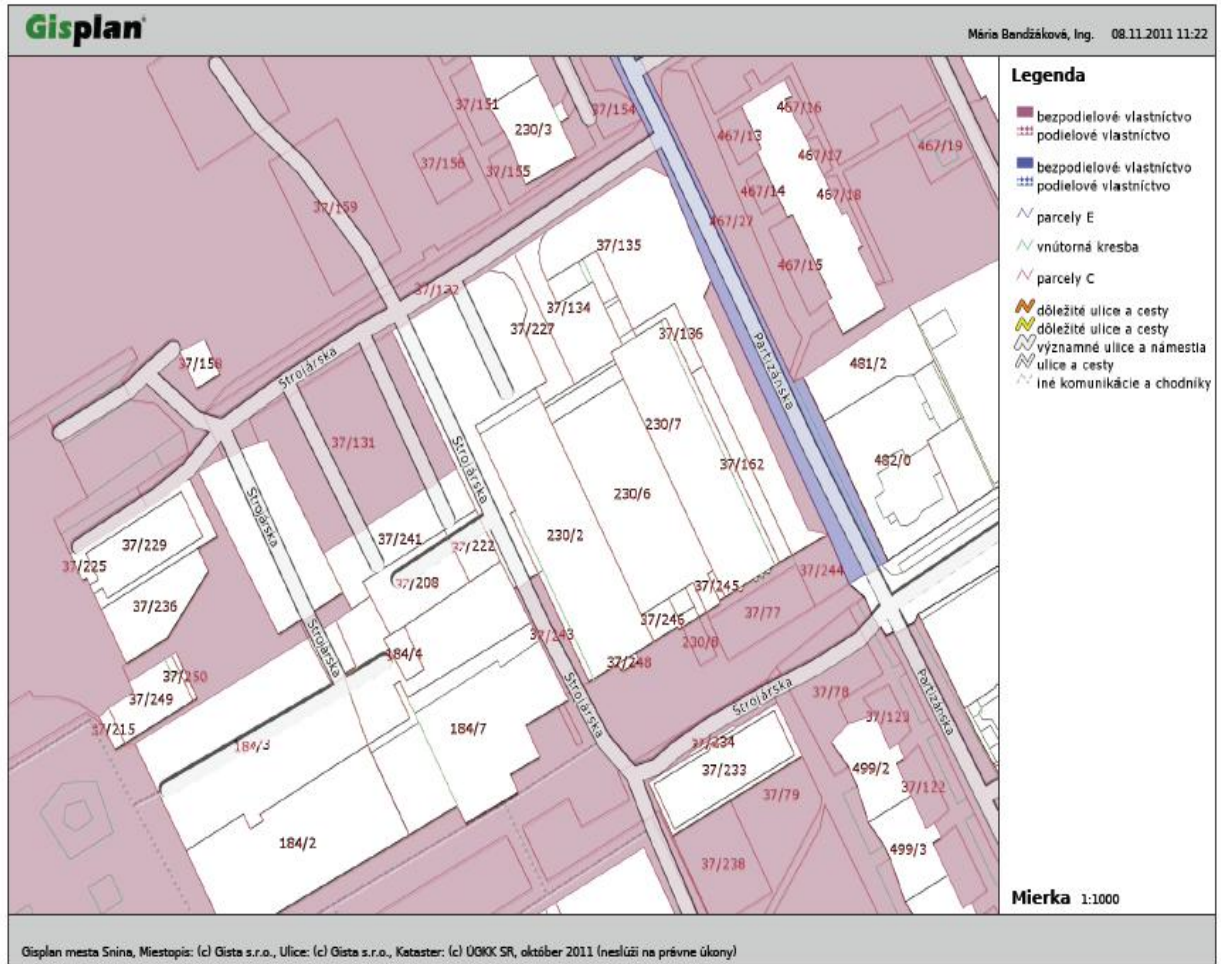 Gisplan
Mária Bandžáková, Ing. 08.11.2011 11:22
Legenda
bezpodielové vlastníctvo
podielové vlastníctvo
bezpodielové vlastníctvo
podielové vlastníctvo
parcely E
vnútorná kresba
parcely C
dôležité ulice a cesty
dôležité ulice a cesty
významné ulice a námestia
ulice a cesty
iné komunikácie a chodníky
Mierka 1:1000
37/151
37/154
230/3
37/156
37/155
467/16
467/13
467/17
467/19
467/14
467/18
467/27
467/15
37/159
37/135
37/132
37/134
37/227
37/136
Partizánska
481/2
37/158
Strojárska
37/131
230/7
Strojárska
37/162
482/0
230/6
Strojárska
230/2
37/241
37/222
37/229
37/225
37/208
37/236
37/245
37/244
37/77
37/246
230/8
37/243
37/248
Strojárska
184/4
37/250
37/249
37/215
184/3
184/7
Strojárska
Strojárska
37/78
Partizánska
37/123
37/234
37/233
499/2
37/122
37/79
184/2
37/238
499/3
Gisplan mesta Snina, Miestopis: (c) Gista s.r.o., Ulice: (c) Gista s.r.o., Kataster: (c) ÚGKK SR, október 2011 (neslúži na právne úkony)